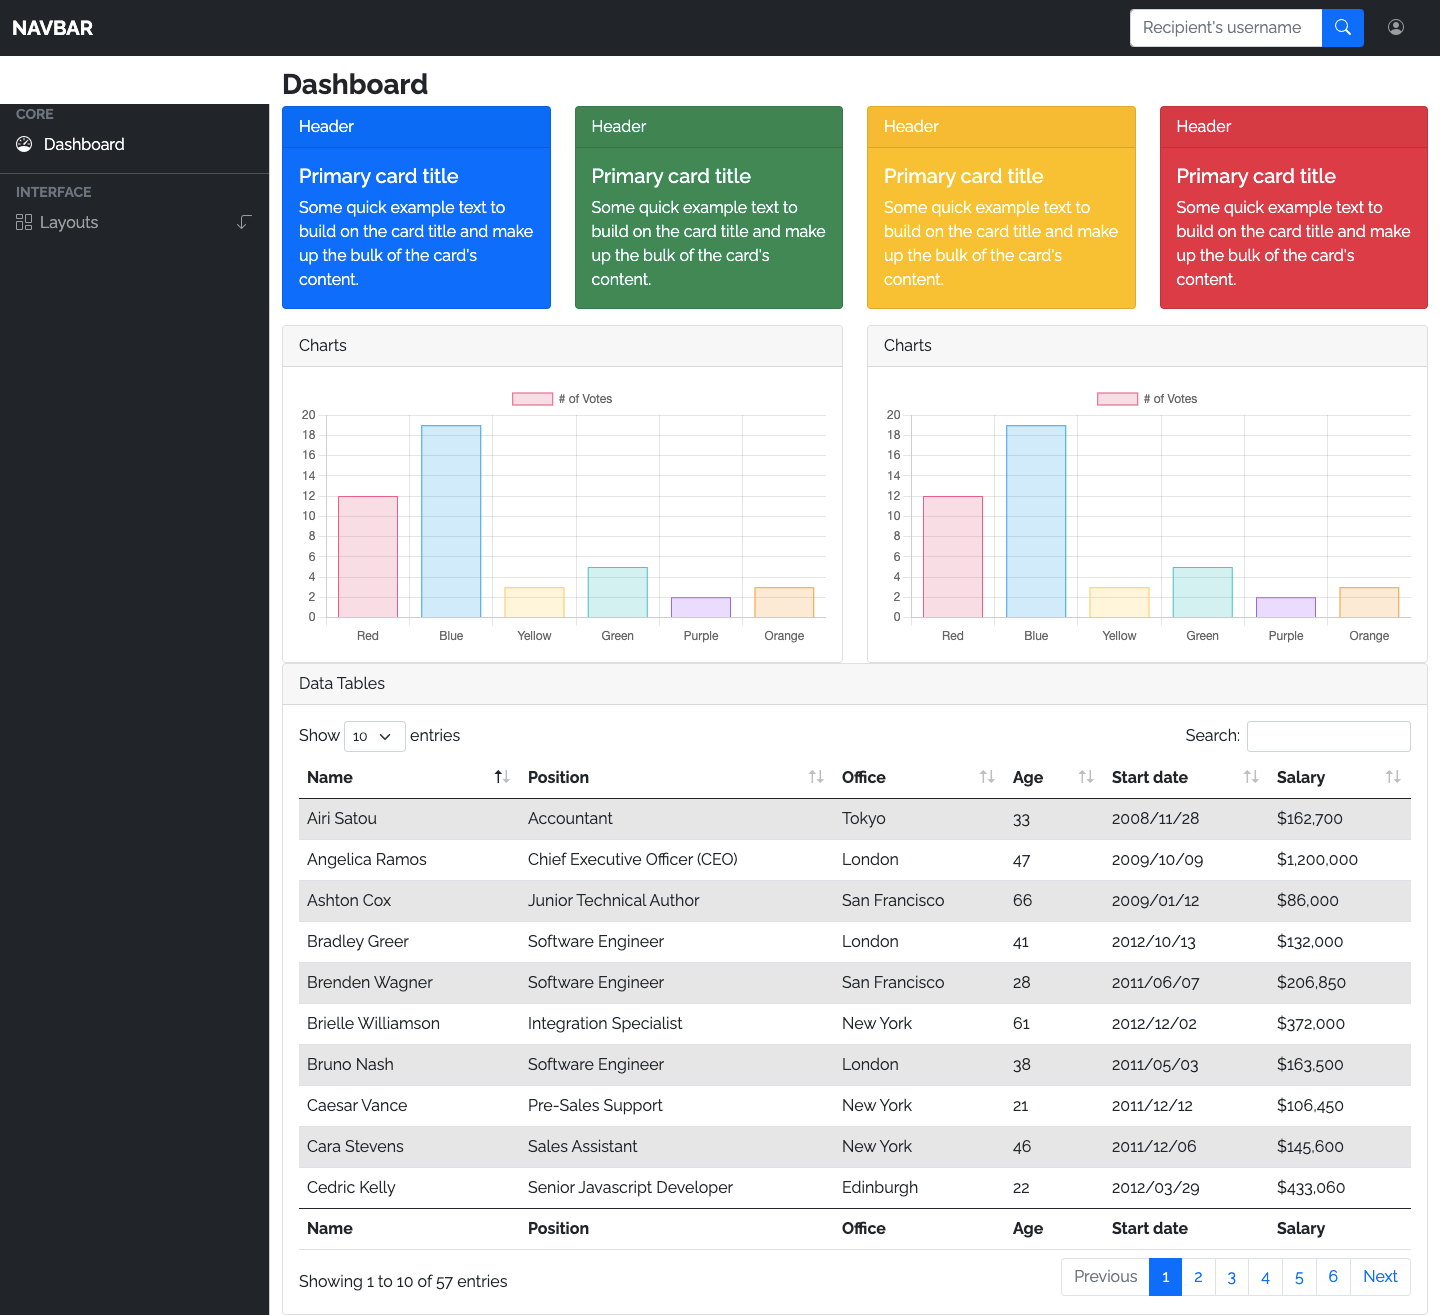 NAVBAR
Recipient's username
CORE
Dashboard
INTERFACE
Layouts
Dashboard
Header
Primary card title
Some quick example text to
build on the card title and make
up the bulk of the card's
content.
Header
Primary card title
Some quick example text to
build on the card title and make
up the bulk of the card's
content.
Header
Primary card title
Some quick example text to
build on the card title and make
up the bulk of the card's
content.
Header
Primary card title
Some quick example text to
build on the card title and make
up the bulk of the card's
content.
Charts
# of Votes
20
18
16
14
12
10
8
6
4
2
0
Red Blue Yellow Green Purple Orange
Charts
# of Votes
20
18
16
14
12
10
8
6
4
2
0
Red Blue Yellow Green Purple Orange
Data Tables
Show 10 entries Search:
Name Position Office Age Start date Salary
Airi Satou Accountant Tokyo 33 2008/11/28 $162,700
Angelica Ramos Chief Executive Officer (CEO) London 47 2009/10/09 $1,200,000
Ashton Cox Junior Technical Author San Francisco 66 2009/01/12 $86,000
Bradley Greer Software Engineer London 41 2012/10/13 $132,000
Brenden Wagner Software Engineer San Francisco 28 2011/06/07 $206,850
Brielle Williamson Integration Specialist New York 61 2012/12/02 $372,000
Bruno Nash Software Engineer London 38 2011/05/03 $163,500
Caesar Vance Pre-Sales Support New York 21 2011/12/12 $106,450
Cara Stevens Sales Assistant New York 46 2011/12/06 $145,600
Cedric Kelly Senior Javascript Developer Edinburgh 22 2012/03/29 $433,060
Name Position Office Age Start date Salary
Showing 1 to 10 of 57 entries Previous 1 2 3 4 5 6 Next